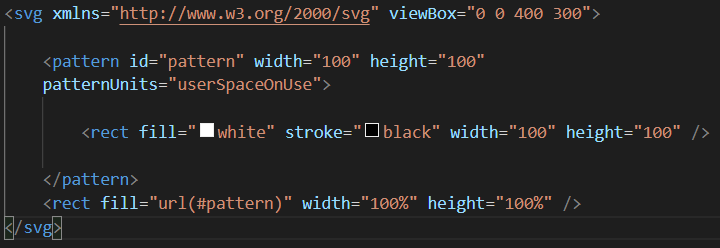 <svg xmlns="http://www.w3.org/2000/svg" viewBox="0 0 400 300">
<pattern id="pattern" width="100" height="100"
patternUnits="userSpaceOnUse">
<rect fill="white" stroke="black" width="100" height="100" />
</pattern>
<rect fill="url(#pattern)" width="100%" height="100%" />
</svg>